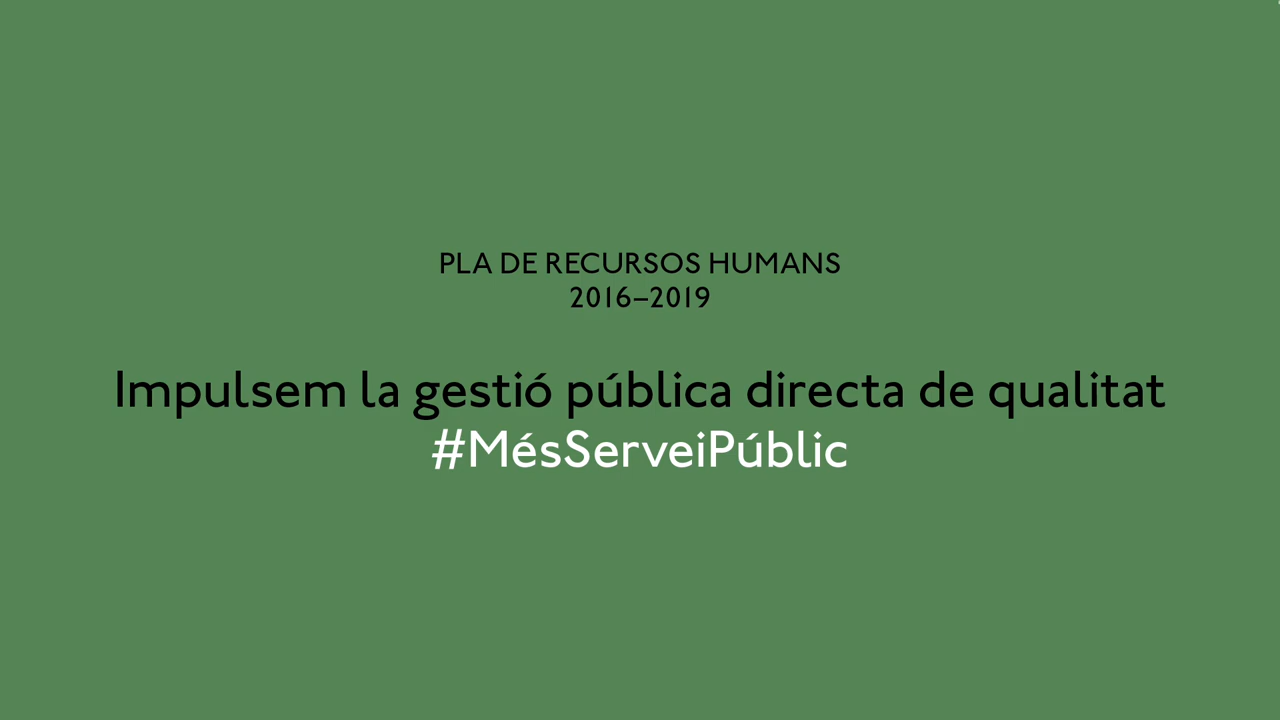 PLA DE RECURSOS HUMANS
2016–2019
Impulsem la gestió pública directa de qualitat
#MésServeiPúblic